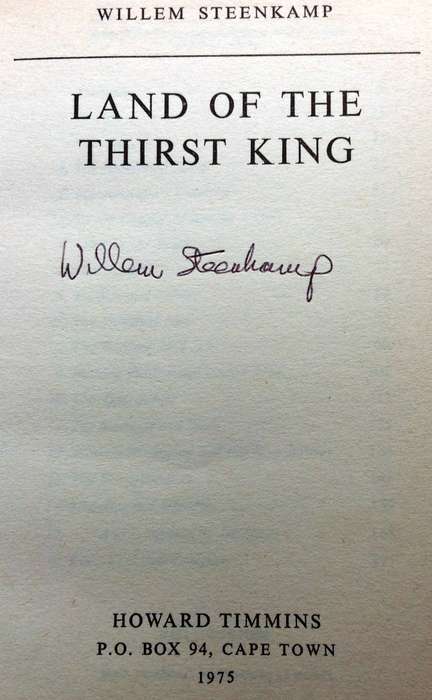 WILLEM STEENKAMP
LAND OF THE
THIRST KING
Willem Steenkamp
HOWARD TIMMINS
P.O. BOX 94, CAPE TOWN
1975